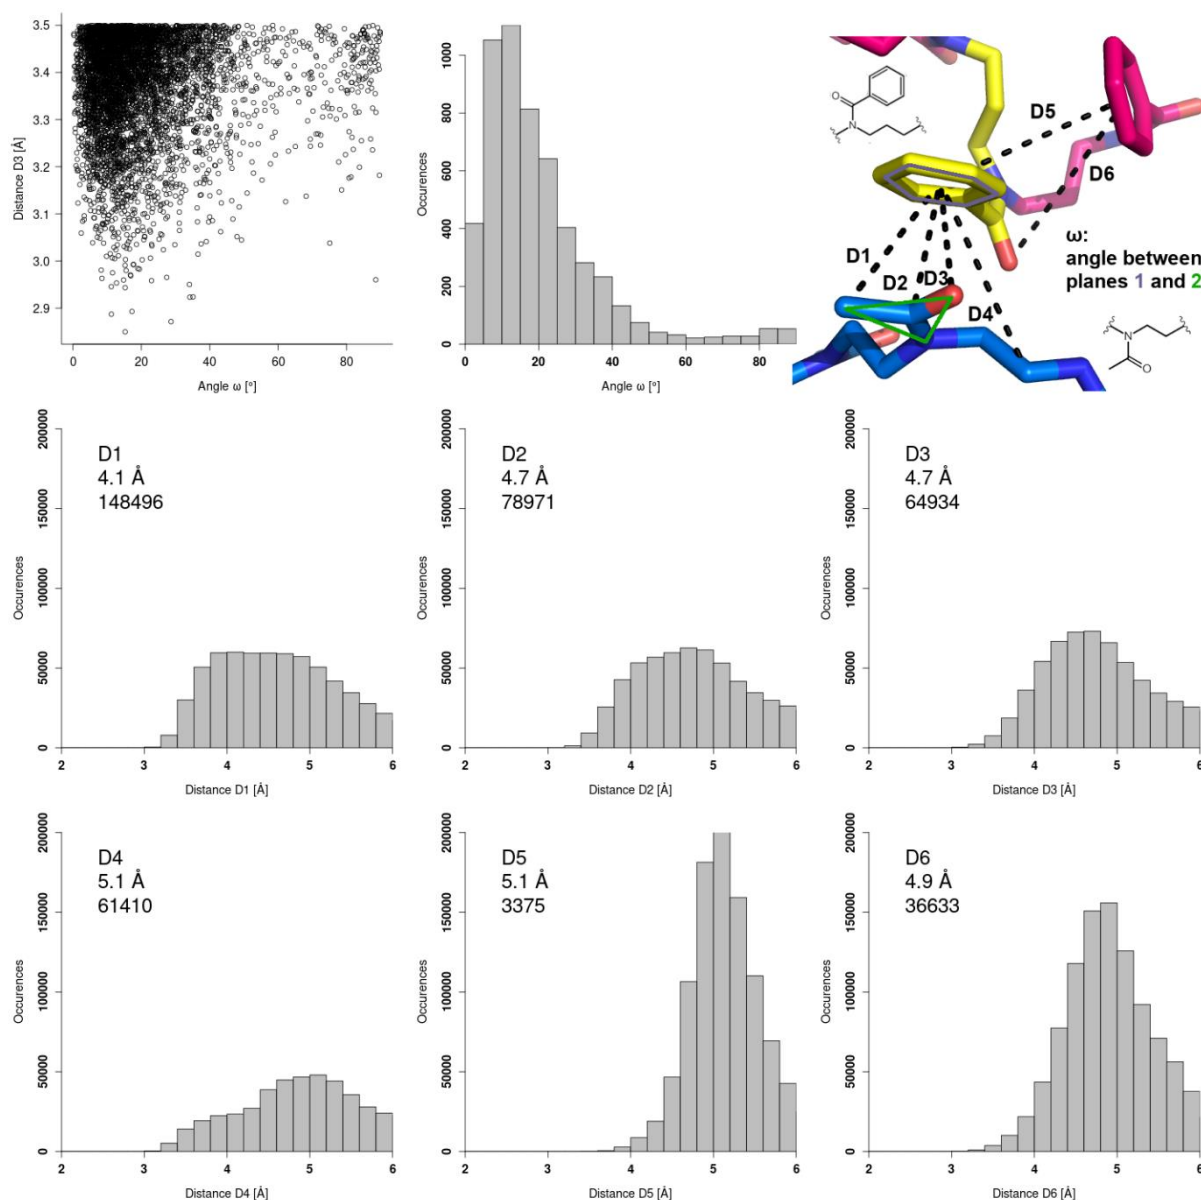 3.5
3.4
3.3
3.2
3.1
3.0
2.9
Distance D3 [Å]
0 20 40 60 80
Angle ω [°]
1000
800
600
400
200
0
Occurences
0 20 40 60 80
Angle ω [°]
O
N
D5
D6
D1
D2
D3
D4
ω:
angle between
planes 1 and 2
N
O
200000
150000
100000
50000
0
Occurences
D1
4.1 Å
148496
2 3 4 5 6
Distance D1 [Å]
200000
150000
100000
50000
0
Occurences
D2
4.7 Å
78971
2 3 4 5 6
Distance D2 [Å]
200000
150000
100000
50000
0
Occurences
D3
4.7 Å
64934
2 3 4 5 6
Distance D3 [Å]
200000
150000
100000
50000
0
Occurences
D4
5.1 Å
61410
2 3 4 5 6
Distance D4 [Å]
200000
150000
100000
50000
0
Occurences
D5
5.1 Å
3375
2 3 4 5 6
Distance D5 [Å]
200000
150000
100000
50000
0
Occurences
D6
4.9 Å
36633
2 3 4 5 6
Distance D6 [Å]